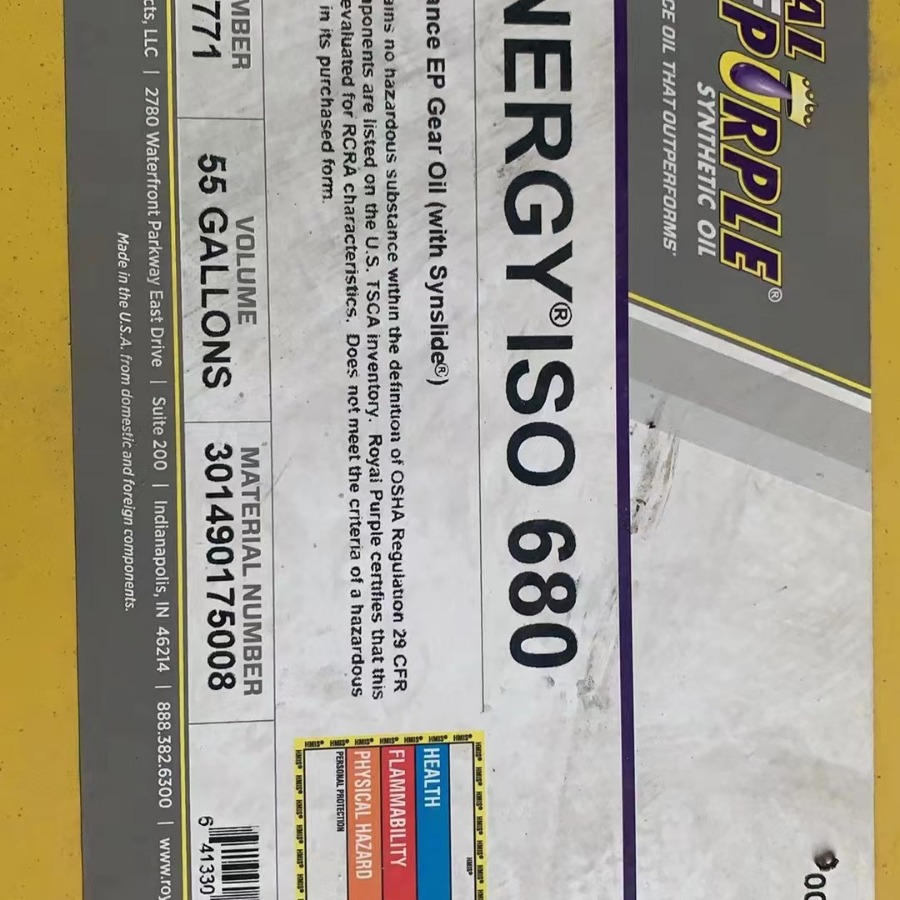 AL
PURPLE®
SYNTHETIC OIL
CE OIL THAT OUTPERFORMS
NERGY® ISO 680
ance EP Gear Oil (with Synslide®)
ains no hazardous substance within the definition of OSHA Regulation 29 CFR
ponents are listed on the U.S. TSCA inventory. Royal Purple certifies that this
evaluated for RCRA characteristics. Does not meet the criteria of a hazardous
in its purchased form.
MBER
771
VOLUME
55 GALLONS
MATERIAL NUMBER
301490175008
cts, LLC | 2780 Waterfront Parkway East Drive | Suite 200 | Indianapolis, IN 46214 | 888.382.6300 | www.roy
Made in the U.S.A. from domestic and foreign components.
HMIS®
HEALTH
FLAMMABILITY
PHYSICAL HAZARD
PERSONAL PROTECTION
6 41330
00